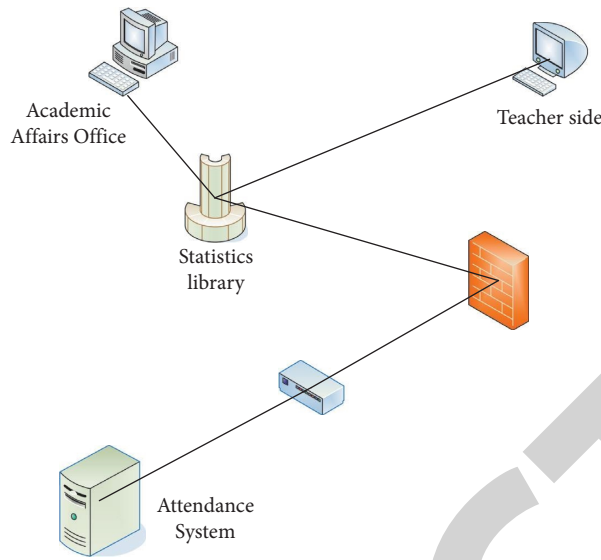 Academic
Affairs Office
Teacher side
Statistics
library
Attendance
System